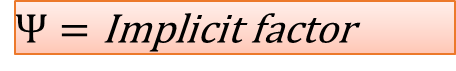 Ψ = Implicit factor